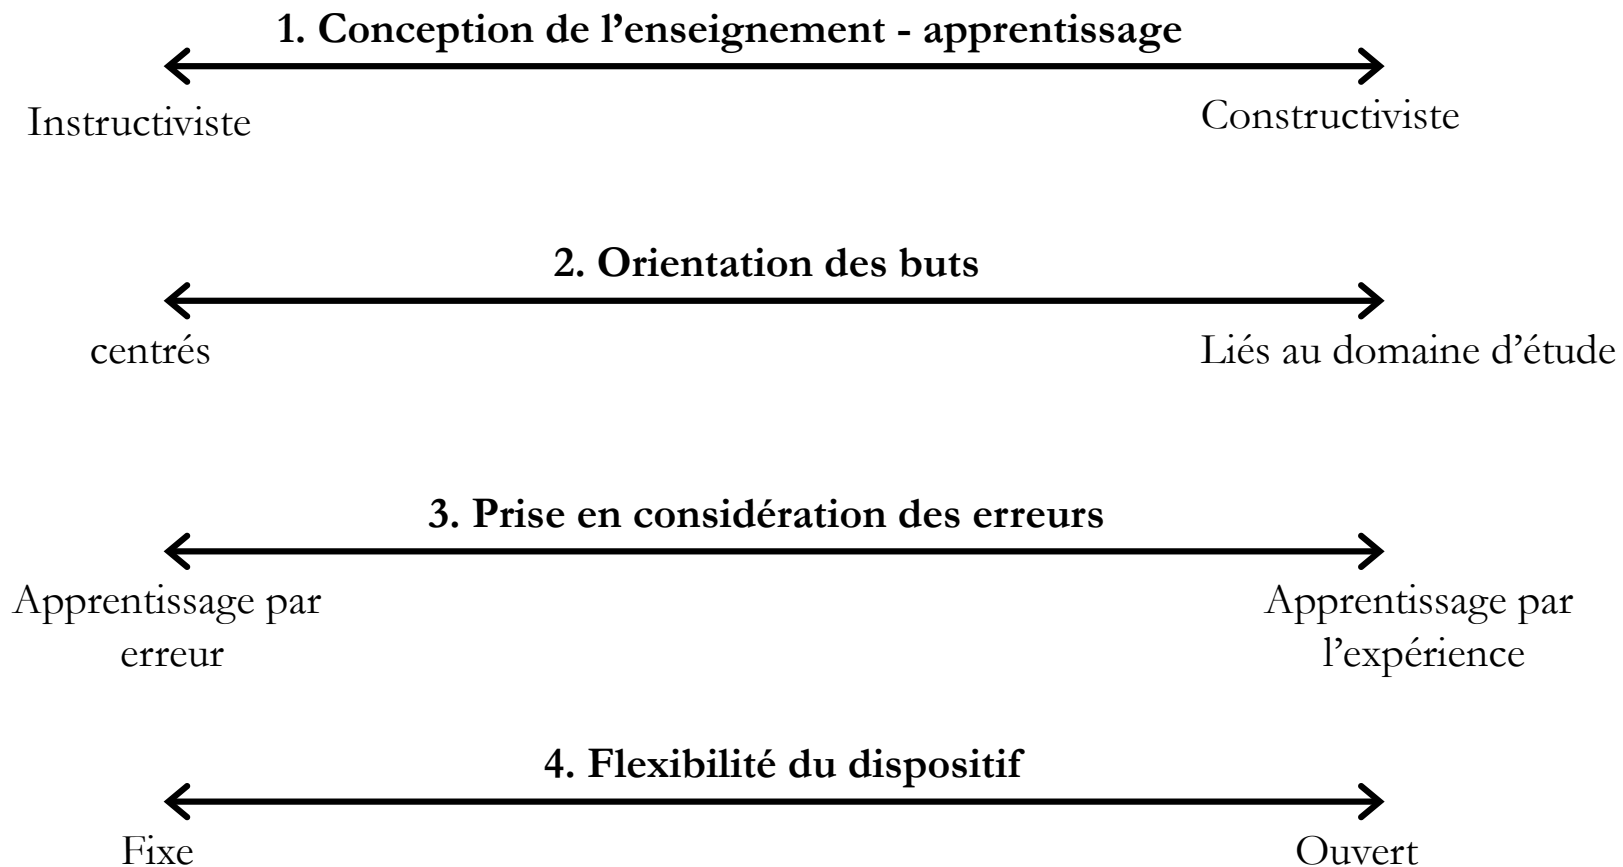 1. Conception de l’enseignement - apprentissage
Instructiviste
Constructiviste
2. Orientation des buts
centrés
Liés au domaine d’étude
3. Prise en considération des erreurs
Apprentissage par
erreur
Apprentissage par
l’expérience
4. Flexibilité du dispositif
Fixe
Ouvert